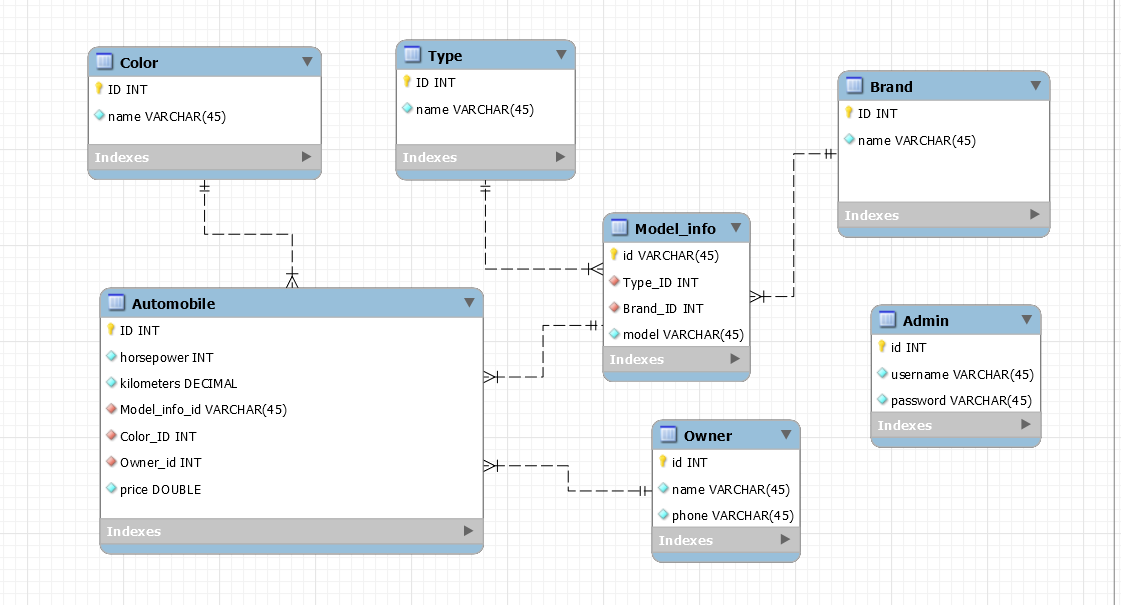 Color
ID INT
name VARCHAR(45)
Indexes
Type
ID INT
name VARCHAR(45)
Indexes
Brand
ID INT
name VARCHAR(45)
Indexes
Model_info
id VARCHAR(45)
Type_ID INT
Brand_ID INT
model VARCHAR(45)
Indexes
Automobile
ID INT
horsepower INT
kilometers DECIMAL
Model_info_id VARCHAR(45)
Color_ID INT
Owner_id INT
price DOUBLE
Indexes
Admin
id INT
username VARCHAR(45)
password VARCHAR(45)
Indexes
Owner
id INT
name VARCHAR(45)
phone VARCHAR(45)
Indexes